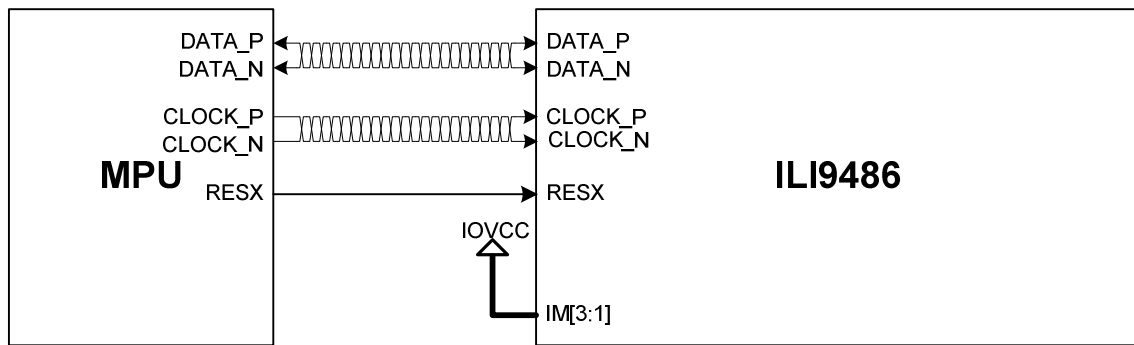 DATA_P DATA_P
DATA_N DATA_N
CLOCK_P CLOCK_P
CLOCK_N CLOCK_N
MPU ILI9486
RESX RESX
IOVCC
IM[3:1]